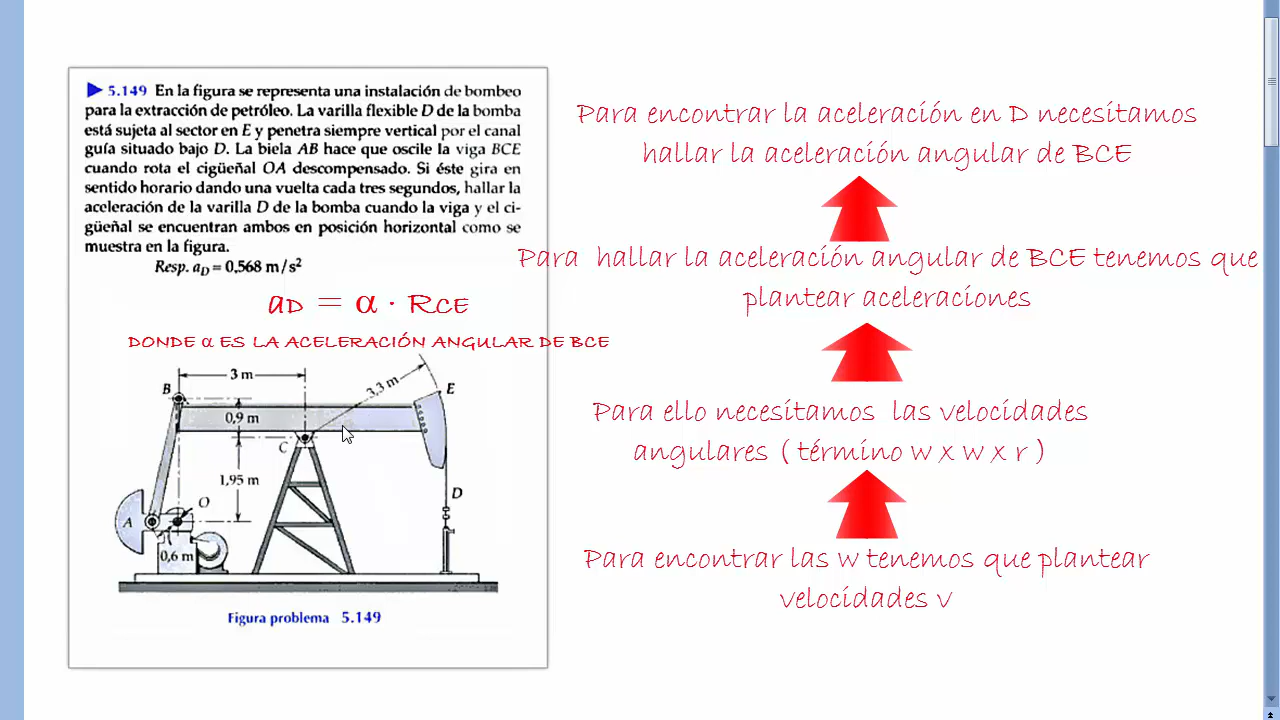 ▶ 5.149 En la figura se representa una instalación de bombeo
para la extracción de petróleo. La varilla flexible D de la bomba
está sujeta al sector en E y penetra siempre vertical por el canal
guía situado bajo D. La biela AB hace que oscile la viga BCE
cuando rota el cigüeñal OA descompensado. Si éste gira en
sentido horario dando una vuelta cada tres segundos, hallar la
aceleración de la varilla D de la bomba cuando la viga y el ci-
güeñal se encuentran ambos en posición horizontal como se
muestra en la figura.
Resp. aD = 0,568 m/s²
aD = α · RCE
DONDE α ES LA ACELERACIÓN ANGULAR DE BCE
B
3 m
3,3 m
E
0,9 m
C
1,95 m
O
D
A
0,6 m
Figura problema 5.149
Para encontrar la aceleración en D necesitamos
hallar la aceleración angular de BCE
Para hallar la aceleración angular de BCE tenemos que
plantear aceleraciones
Para ello necesitamos las velocidades
angulares ( término w x w x r )
Para encontrar las w tenemos que plantear
velocidades v